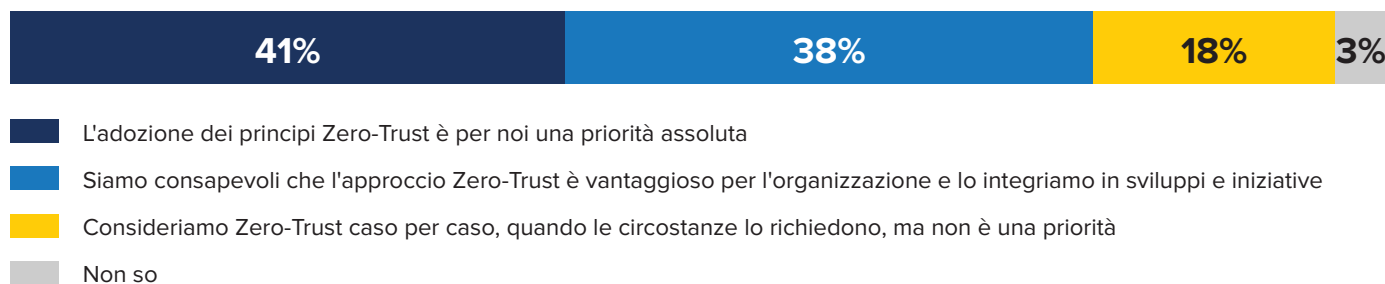 41% 38% 18% 3%
L'adozione dei principi Zero-Trust è per noi una priorità assoluta
Siamo consapevoli che l'approccio Zero-Trust è vantaggioso per l'organizzazione e lo integriamo in sviluppi e iniziative
Consideriamo Zero-Trust caso per caso, quando le circostanze lo richiedono, ma non è una priorità
Non so